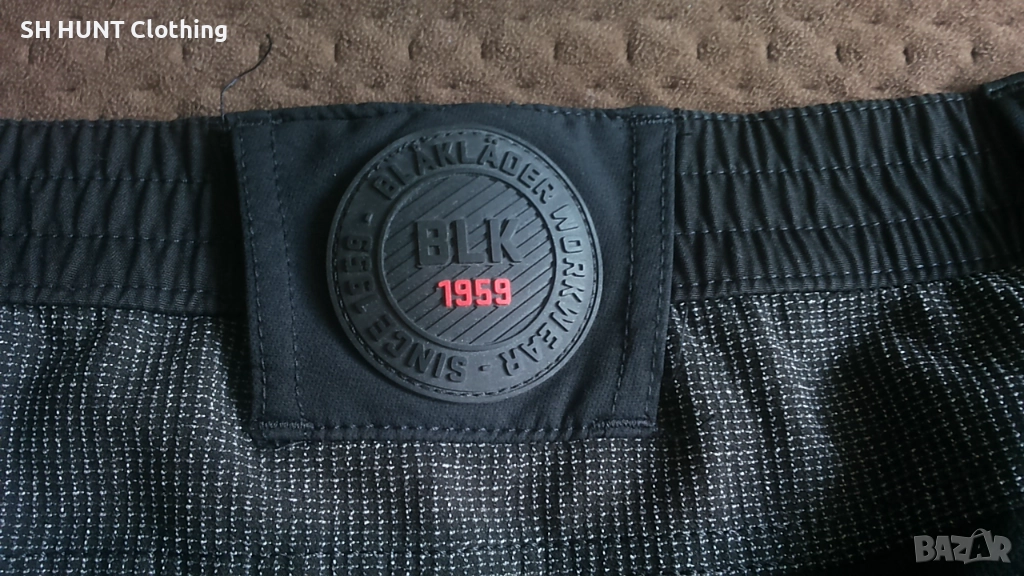 SH HUNT Clothing
BLÅKLÄDER WORKWEAR - SINCE 1959 -
BLK
1959
BAZAR